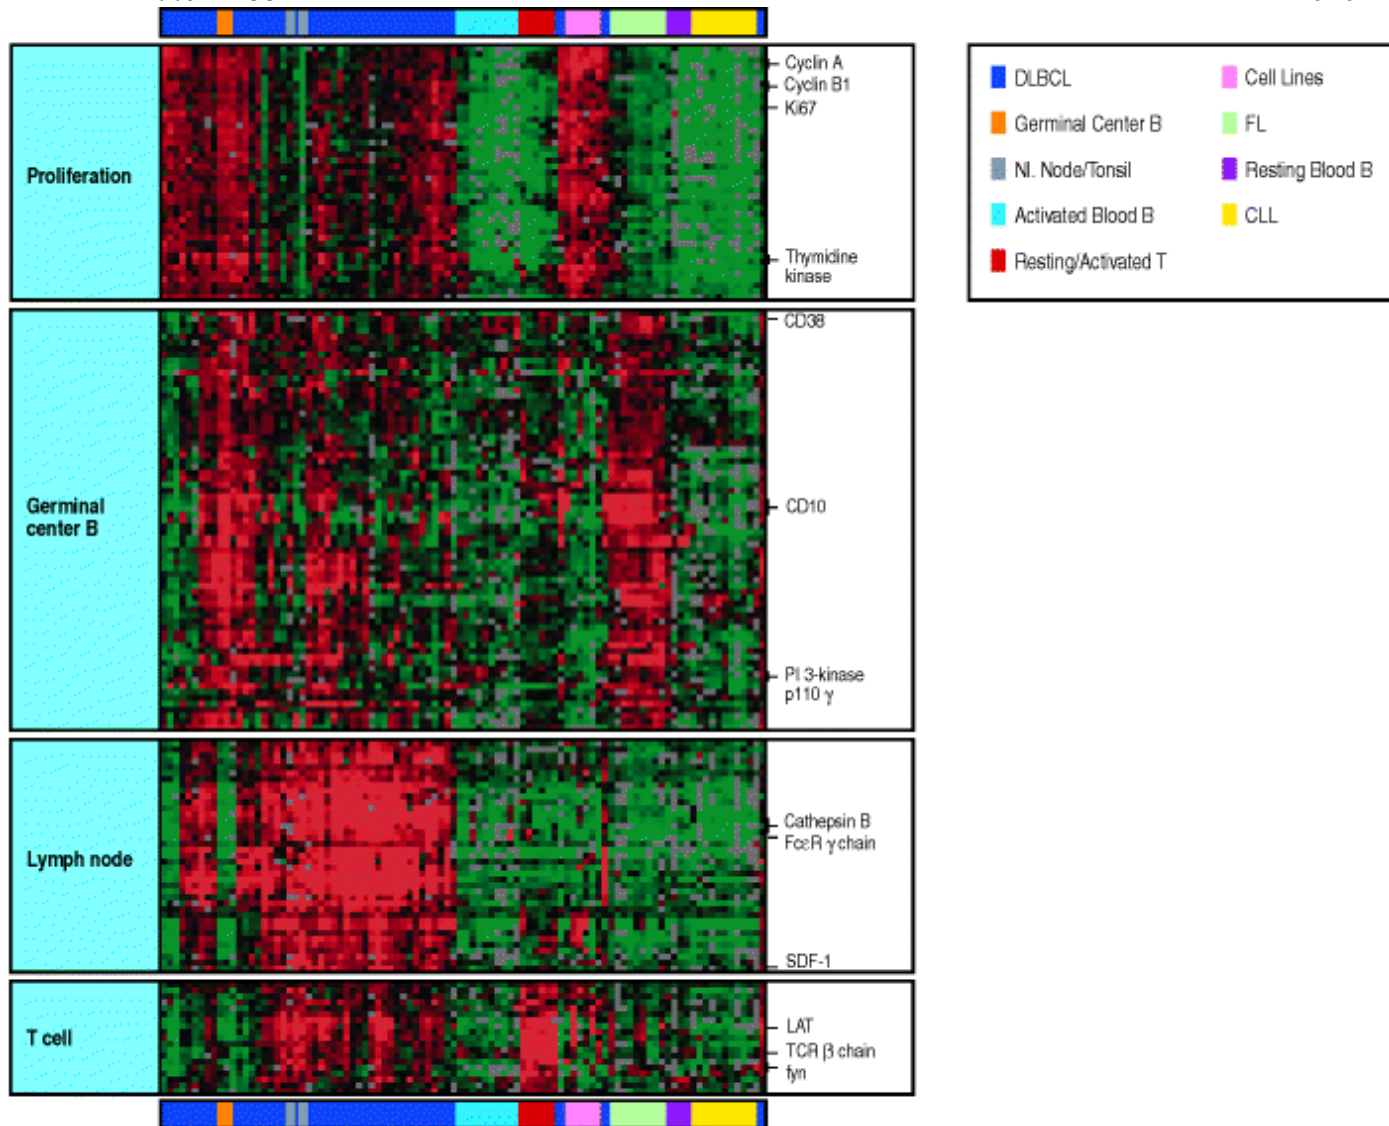 Proliferation
Cyclin A
Cyclin B1
Ki67
Thymidine
kinase
DLBCL
Germinal Center B
Nl. Node/Tonsil
Activated Blood B
Resting/Activated T
Cell Lines
FL
Resting Blood B
CLL
Germinal
center B
CD38
CD10
PI 3-kinase
p110 γ
Lymph node
Cathepsin B
FcεR γ chain
SDF-1
T cell
LAT
TCR β chain
fyn